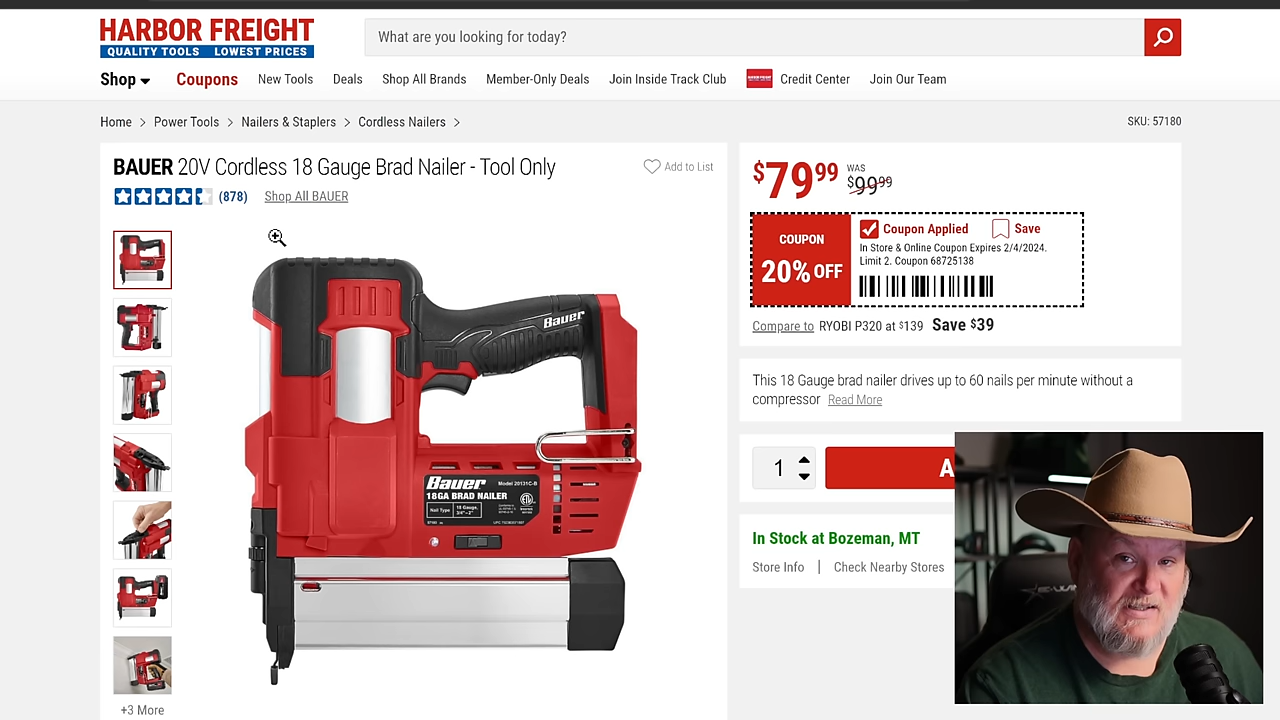 HARBOR FREIGHT
QUALITY TOOLS LOWEST PRICES
What are you looking for today?
Shop
Coupons
New Tools
Deals
Shop All Brands
Member-Only Deals
Join Inside Track Club
Credit Center
Join Our Team
Home > Power Tools > Nailers & Staplers > Cordless Nailers >
SKU: 57180
BAUER 20V Cordless 18 Gauge Brad Nailer - Tool Only
Add to List
(878)
Shop All BAUER
$79 99
WAS
$99 99
COUPON
20% OFF
Coupon Applied
Save
In Store & Online Coupon Expires 2/4/2024.
Limit 2. Coupon 68725138
Compare to RYOBI P320 at $139 Save $39
This 18 Gauge brad nailer drives up to 60 nails per minute without a
compressor Read More
1
A
In Stock at Bozeman, MT
Store Info | Check Nearby Stores
Bauer
Bauer
Model 20131C-B
18GA BRAD NAILER
Nail Type
18 Gauge,
+3 More